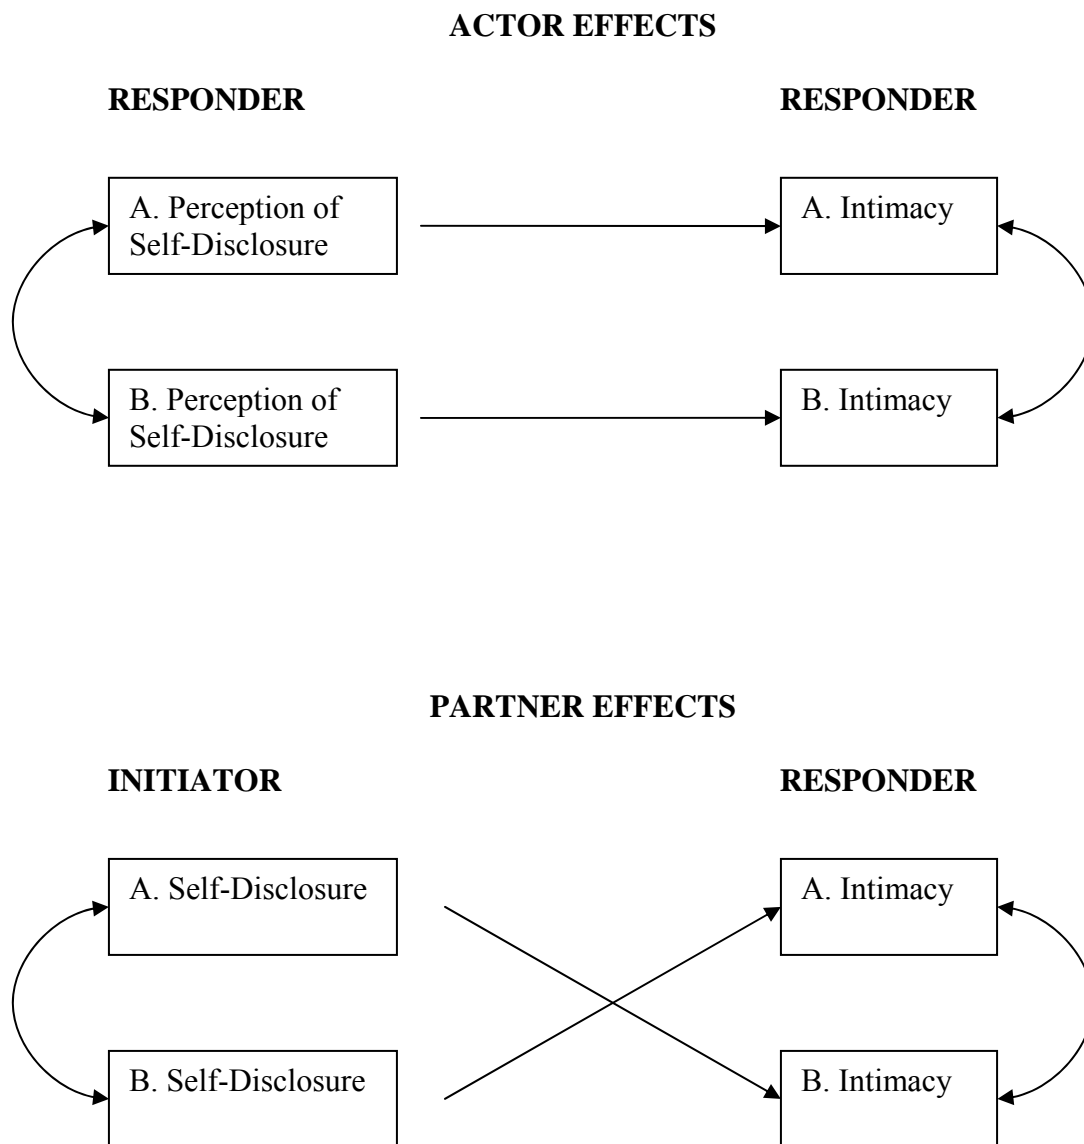 ACTOR EFFECTS
RESPONDER
RESPONDER
A. Perception of
Self-Disclosure
A. Intimacy
B. Perception of
Self-Disclosure
B. Intimacy
PARTNER EFFECTS
INITIATOR
RESPONDER
A. Self-Disclosure
A. Intimacy
B. Self-Disclosure
B. Intimacy